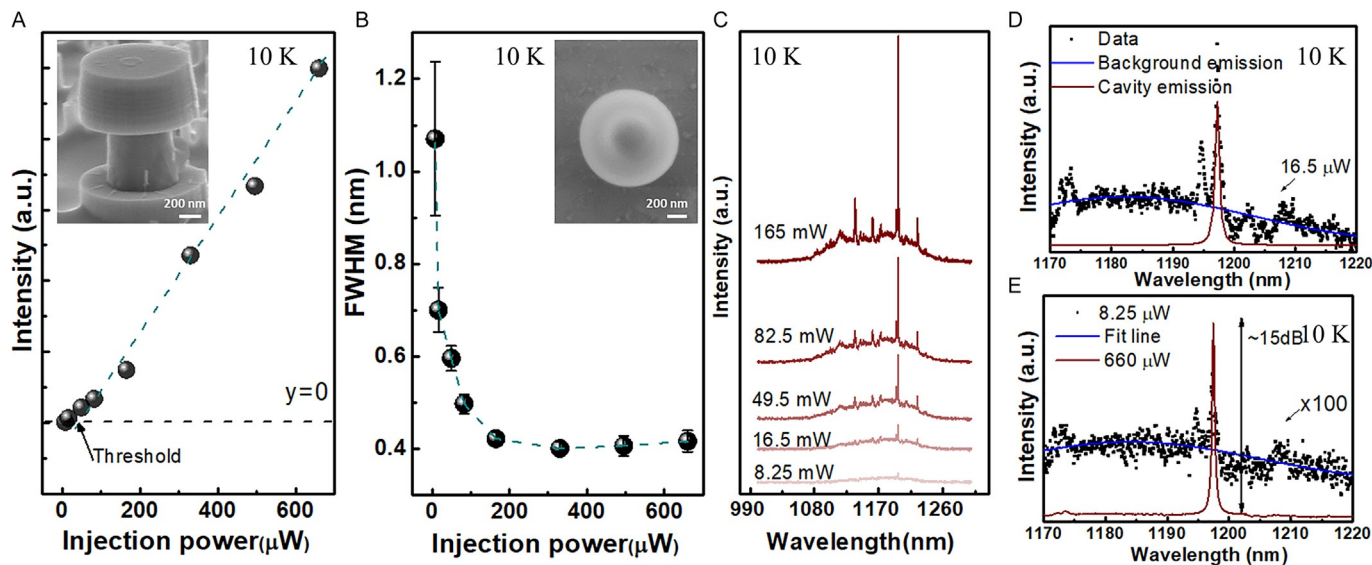 A
10 K
200 nm
y=0
Threshold
Intensity (a.u.)
0
200
400
600
Injection power(μW)
B
10 K
200 nm
FWHM (nm)
1.2
1.0
0.8
0.6
0.4
0
200
400
600
Injection power(μW)
C
10 K
165 mW
82.5 mW
49.5 mW
16.5 mW
8.25 mW
Intensity (a.u.)
990
1080
1170
1260
Wavelength(nm)
D
Data
Background emission
Cavity emission
10 K
16.5 μW
Intensity (a.u.)
1170
1180
1190
1200
1210
1220
Wavelength (nm)
E
8.25 μW
Fit line
660 μW
~15dB
10 K
x100
Intensity (a.u.)
1170
1180
1190
1200
1210
1220
Wavelength (nm)